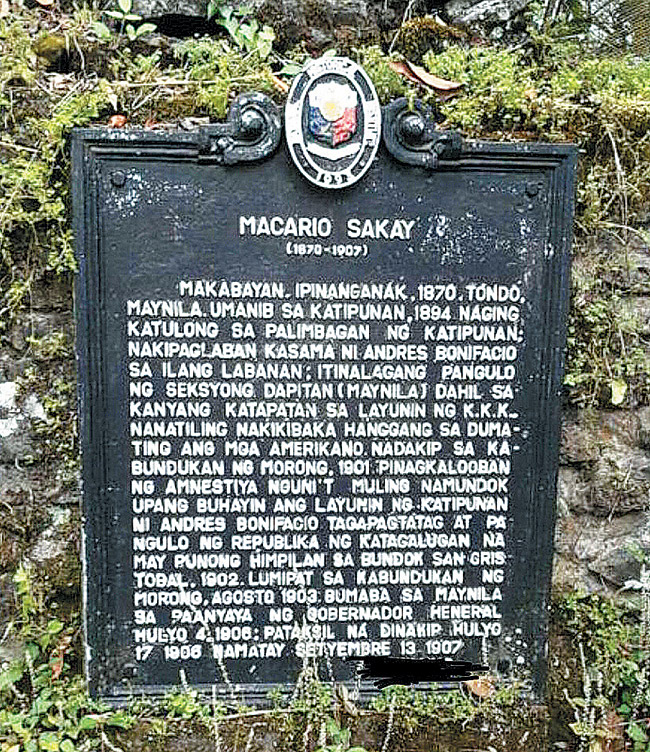 MACARIO SAKAY
(1870-1907)
MAKABAYAN. IPINANGANAK, 1870, TONDO,
MAYNILA. UMANIB SA KATIPUNAN, 1894 NAGING
KATULONG SA PALIMBAGAN NG KATIPUNAN;
NAKIPAGLABAN KASAMA NI ANDRES BONIFACIO
SA ILANG LABANAN; ITINALAGANG PANGULO
NG SEKSYONG DAPITAN (MAYNILA) DAHIL SA
KANYANG KATAPATAN SA LAYUNIN NG K.K.K.
NANATILING NAKIKIBAKA HANGGANG SA DUMA-
TING ANG MGA AMERIKANO. NADAKIP SA KA-
BUNDUKAN NG MORONG, 1901. PINAGKALOOBAN
NG AMNESTIYA NGUNI'T MULING NAMUNDOK
UPANG BUHAYIN ANG LAYUNIN NG KATIPUNAN
NI ANDRES BONIFACIO TAGAPAGTATAG AT PA
NGULO NG REPUBLIKA NG KATAGALUGAN NA
MAY PUNONG HIMPILAN SA BUNDOK SAN CRIS
TOBAL, 1902. LUMIPAT SA KABUNDUKAN NG
MORONG, AGOSTO 1903. BUMABA SA MAYNILA
SA PAANYAYA NG GOBERNADOR HENERAL
HULYO 4, 1906; PATAKSIL NA DINAKIP HULYO
17 1906 NAMATAY SETYEMBRE 13 1907